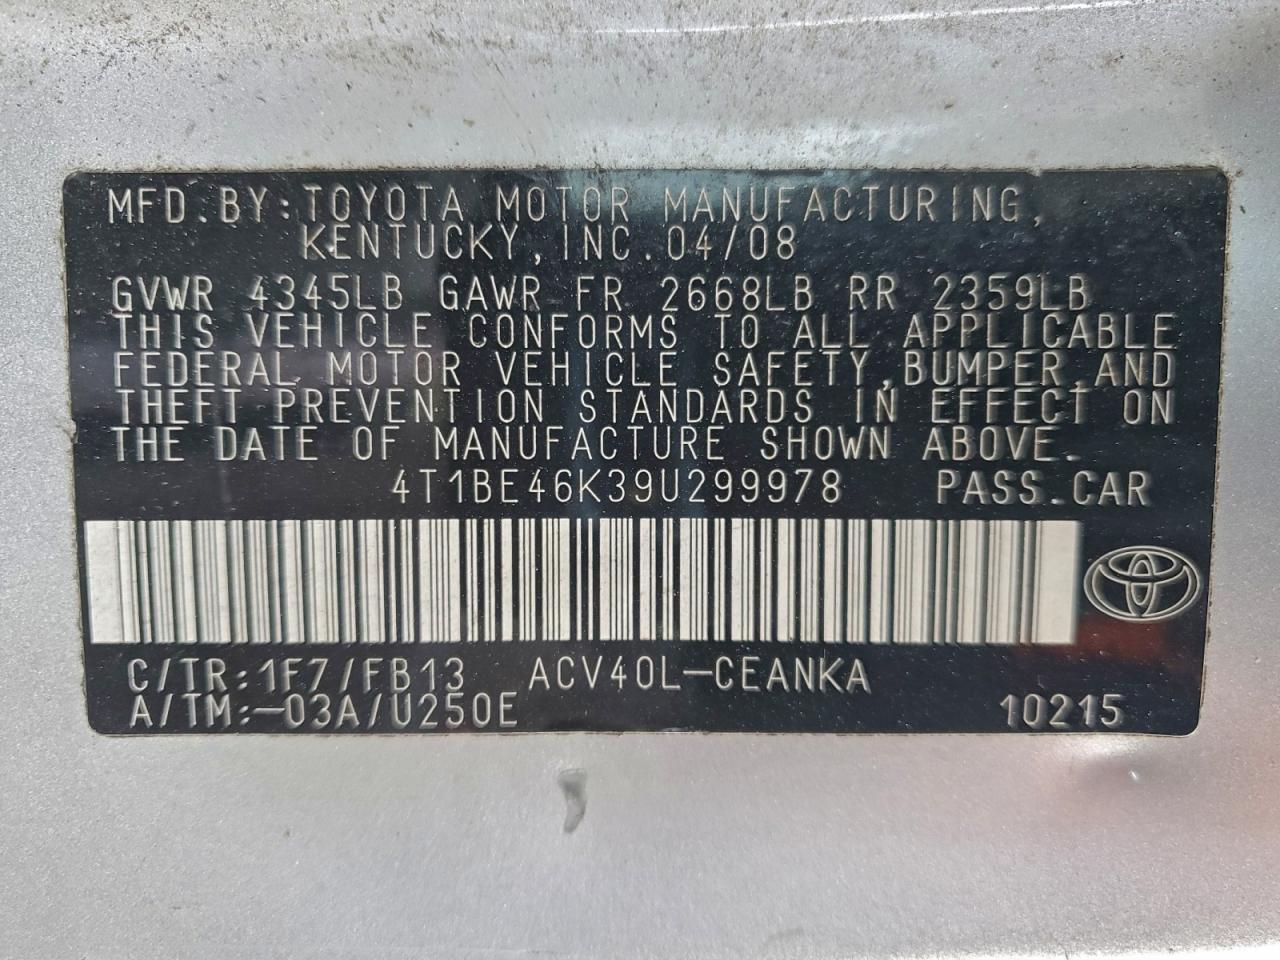 MFD.BY:TOYOTA MOTOR MANUFACTURING,
KENTUCKY,INC.04/08
GVWR 4345LB GAWR FR 2668LB RR 2359LB
THIS VEHICLE CONFORMS TO ALL APPLICABLE
FEDERAL MOTOR VEHICLE SAFETY,BUMPER,AND
THEFT PREVENTION STANDARDS IN EFFECT ON
THE DATE OF MANUFACTURE SHOWN ABOVE.
4T1BE46K39U299978 PASS.CAR
C/TR:1F7/FB13 ACV40L-CEANKA
A/TM:-03A/U250E 10215